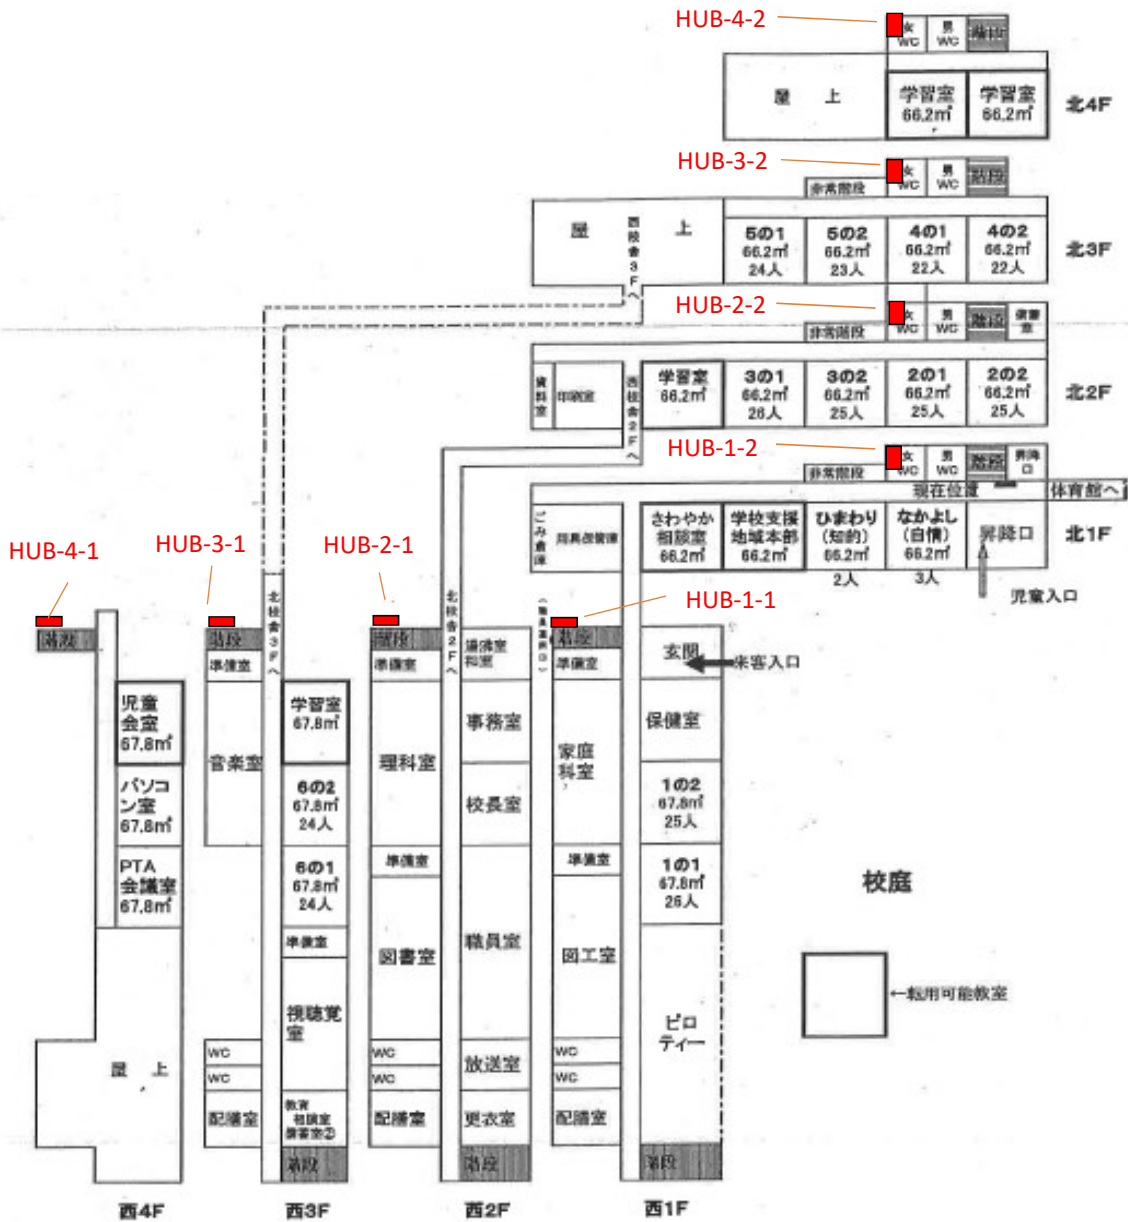 HUB-4-2
女
WC
男
WC
階段
屋 上
学習室
66.2㎡
学習室
66.2㎡
北4F
HUB-3-2
女
WC
男
WC
階段
非常階段
屋 上
西校舎3Fへ
5の1
66.2㎡
24人
5の2
66.2㎡
23人
4の1
66.2㎡
22人
4の2
66.2㎡
22人
北3F
HUB-2-2
女
WC
男
WC
階段
非常階段
資料室
印刷室
西校舎2Fへ
学習室
66.2㎡
3の1
66.2㎡
26人
3の2
66.2㎡
25人
2の1
66.2㎡
25人
2の2
66.2㎡
25人
北2F
HUB-1-2
女
WC
男
WC
階段
昇降口
非常階段
現在位置
体育館へ
ごみ倉庫
さわやか
相談室
66.2㎡
学校支援
地域本部
66.2㎡
ひまわり
(知的)
66.2㎡
2人
なかよし
(自情)
66.2㎡
3人
昇降口
北1F
児童入口
HUB-4-1
HUB-3-1
HUB-2-1
HUB-1-1
階段
児童
会室
67.8㎡
パソコ
ン室
67.8㎡
PTA
会議室
67.8㎡
屋 上
西4F
階段
準備室
音楽室
WC
WC
配膳室
北校舎3Fへ
学習室
67.8㎡
6の2
67.8㎡
24人
6の1
67.8㎡
24人
準備室
視聴覚
室
教育
相談室
階段
西3F
階段
準備室
理科室
準備室
図書室
WC
WC
配膳室
北校舎2Fへ
事務室
校長室
職員室
放送室
更衣室
階段
西2F
階段
準備室
家庭
科室
準備室
図工室
WC
WC
配膳室
玄関
来客入口
保健室
1の2
67.8㎡
25人
1の1
67.8㎡
26人
ピロ
ティー
階段
西1F
校庭
←転用可能教室